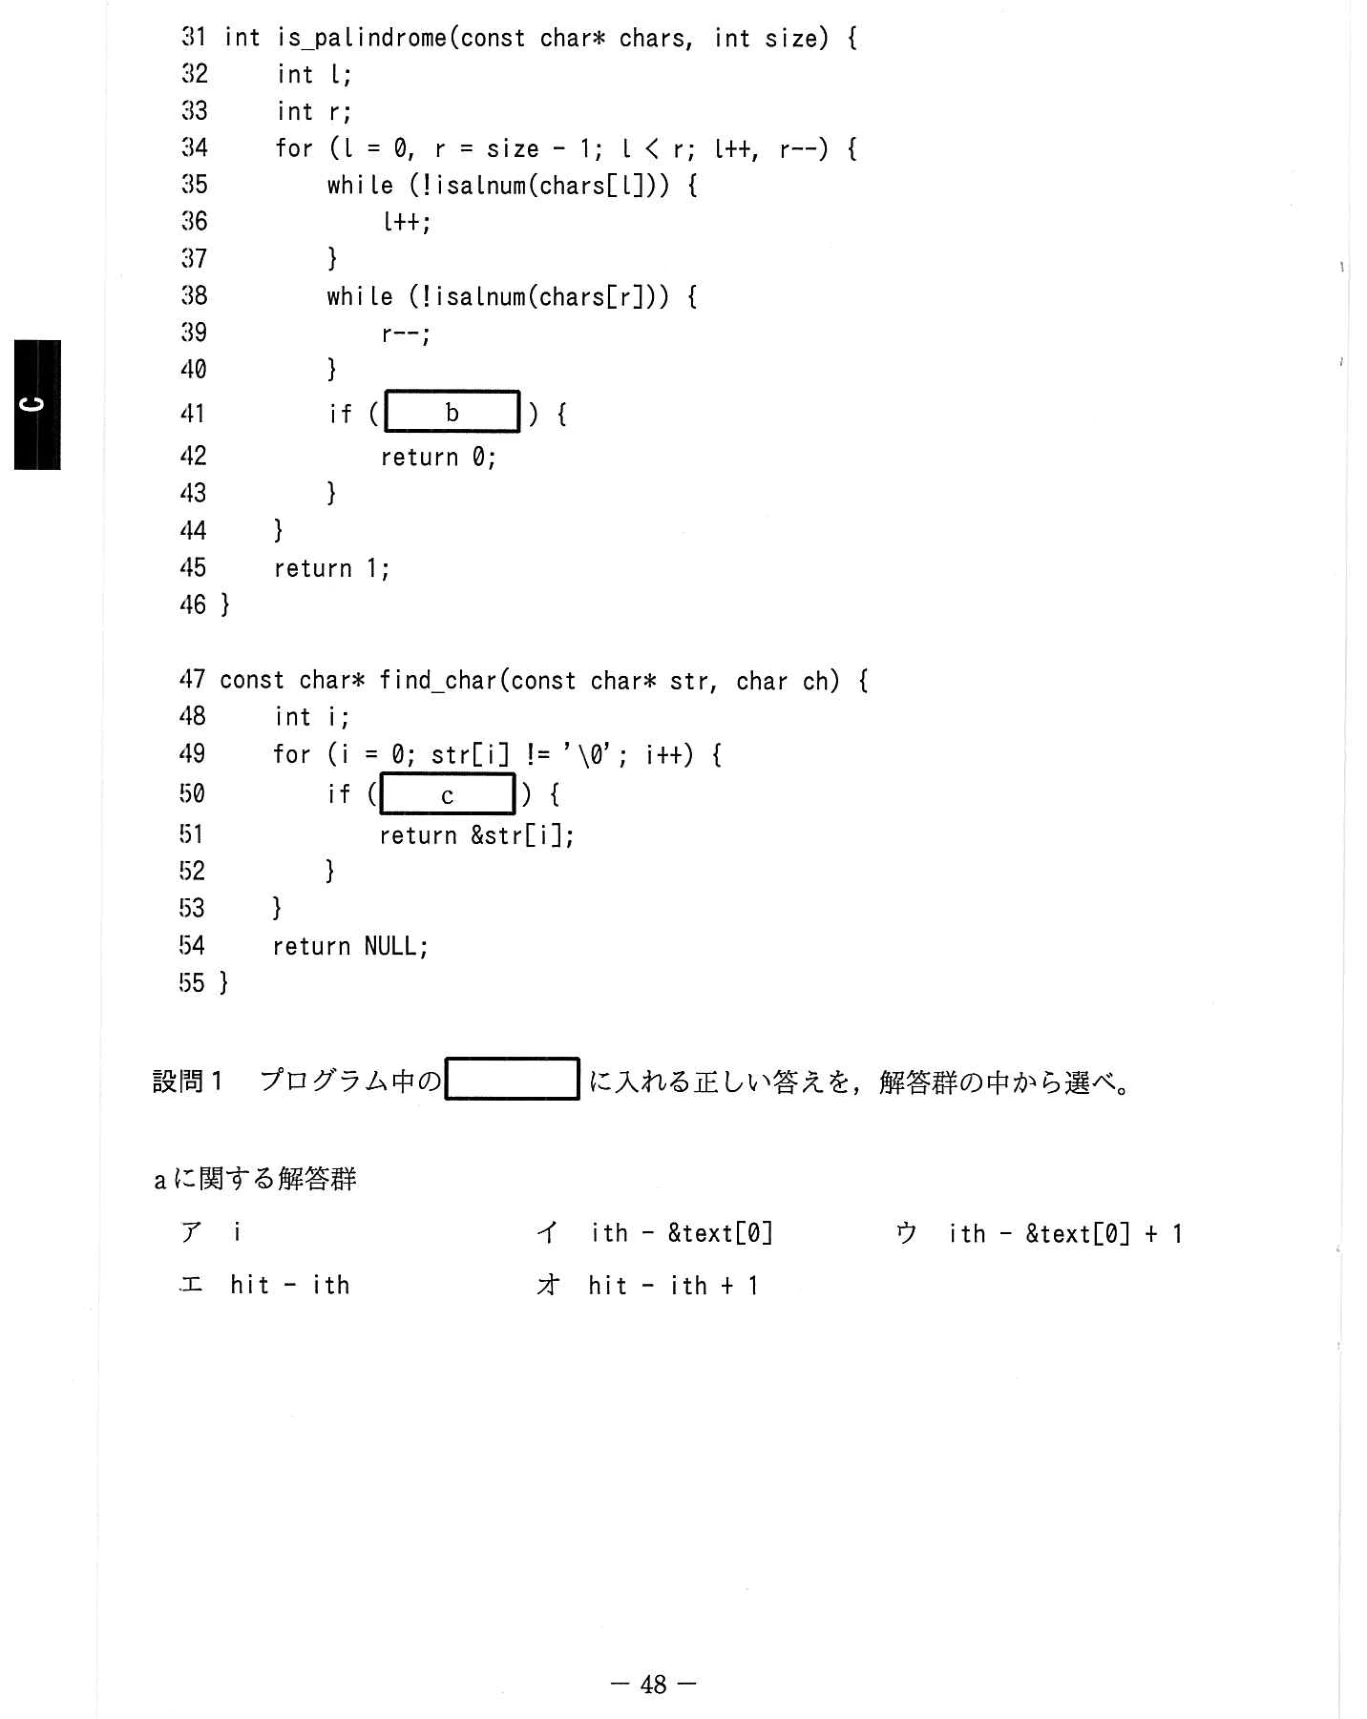 31 int is_palindrome(const char* chars, int size) {
32     int l;
33     int r;
34     for (l = 0, r = size - 1; l < r; l++, r--) {
35         while (!isalnum(chars[l])) {
36             l++;
37         }
38         while (!isalnum(chars[r])) {
39             r--;
40         }
41         if ( b ) {
42             return 0;
43         }
44     }
45     return 1;
46 }
47 const char* find_char(const char* str, char ch) {
48     int i;
49     for (i = 0; str[i] != '\0'; i++) {
50         if ( c ) {
51             return &str[i];
52         }
53     }
54     return NULL;
55 }
C
設問1 プログラム中の に入れる正しい答えを，解答群の中から選べ。
aに関する解答群
ア i イ ith - &text[0] ウ ith - &text[0] + 1
エ hit - ith オ hit - ith + 1
— 48 —